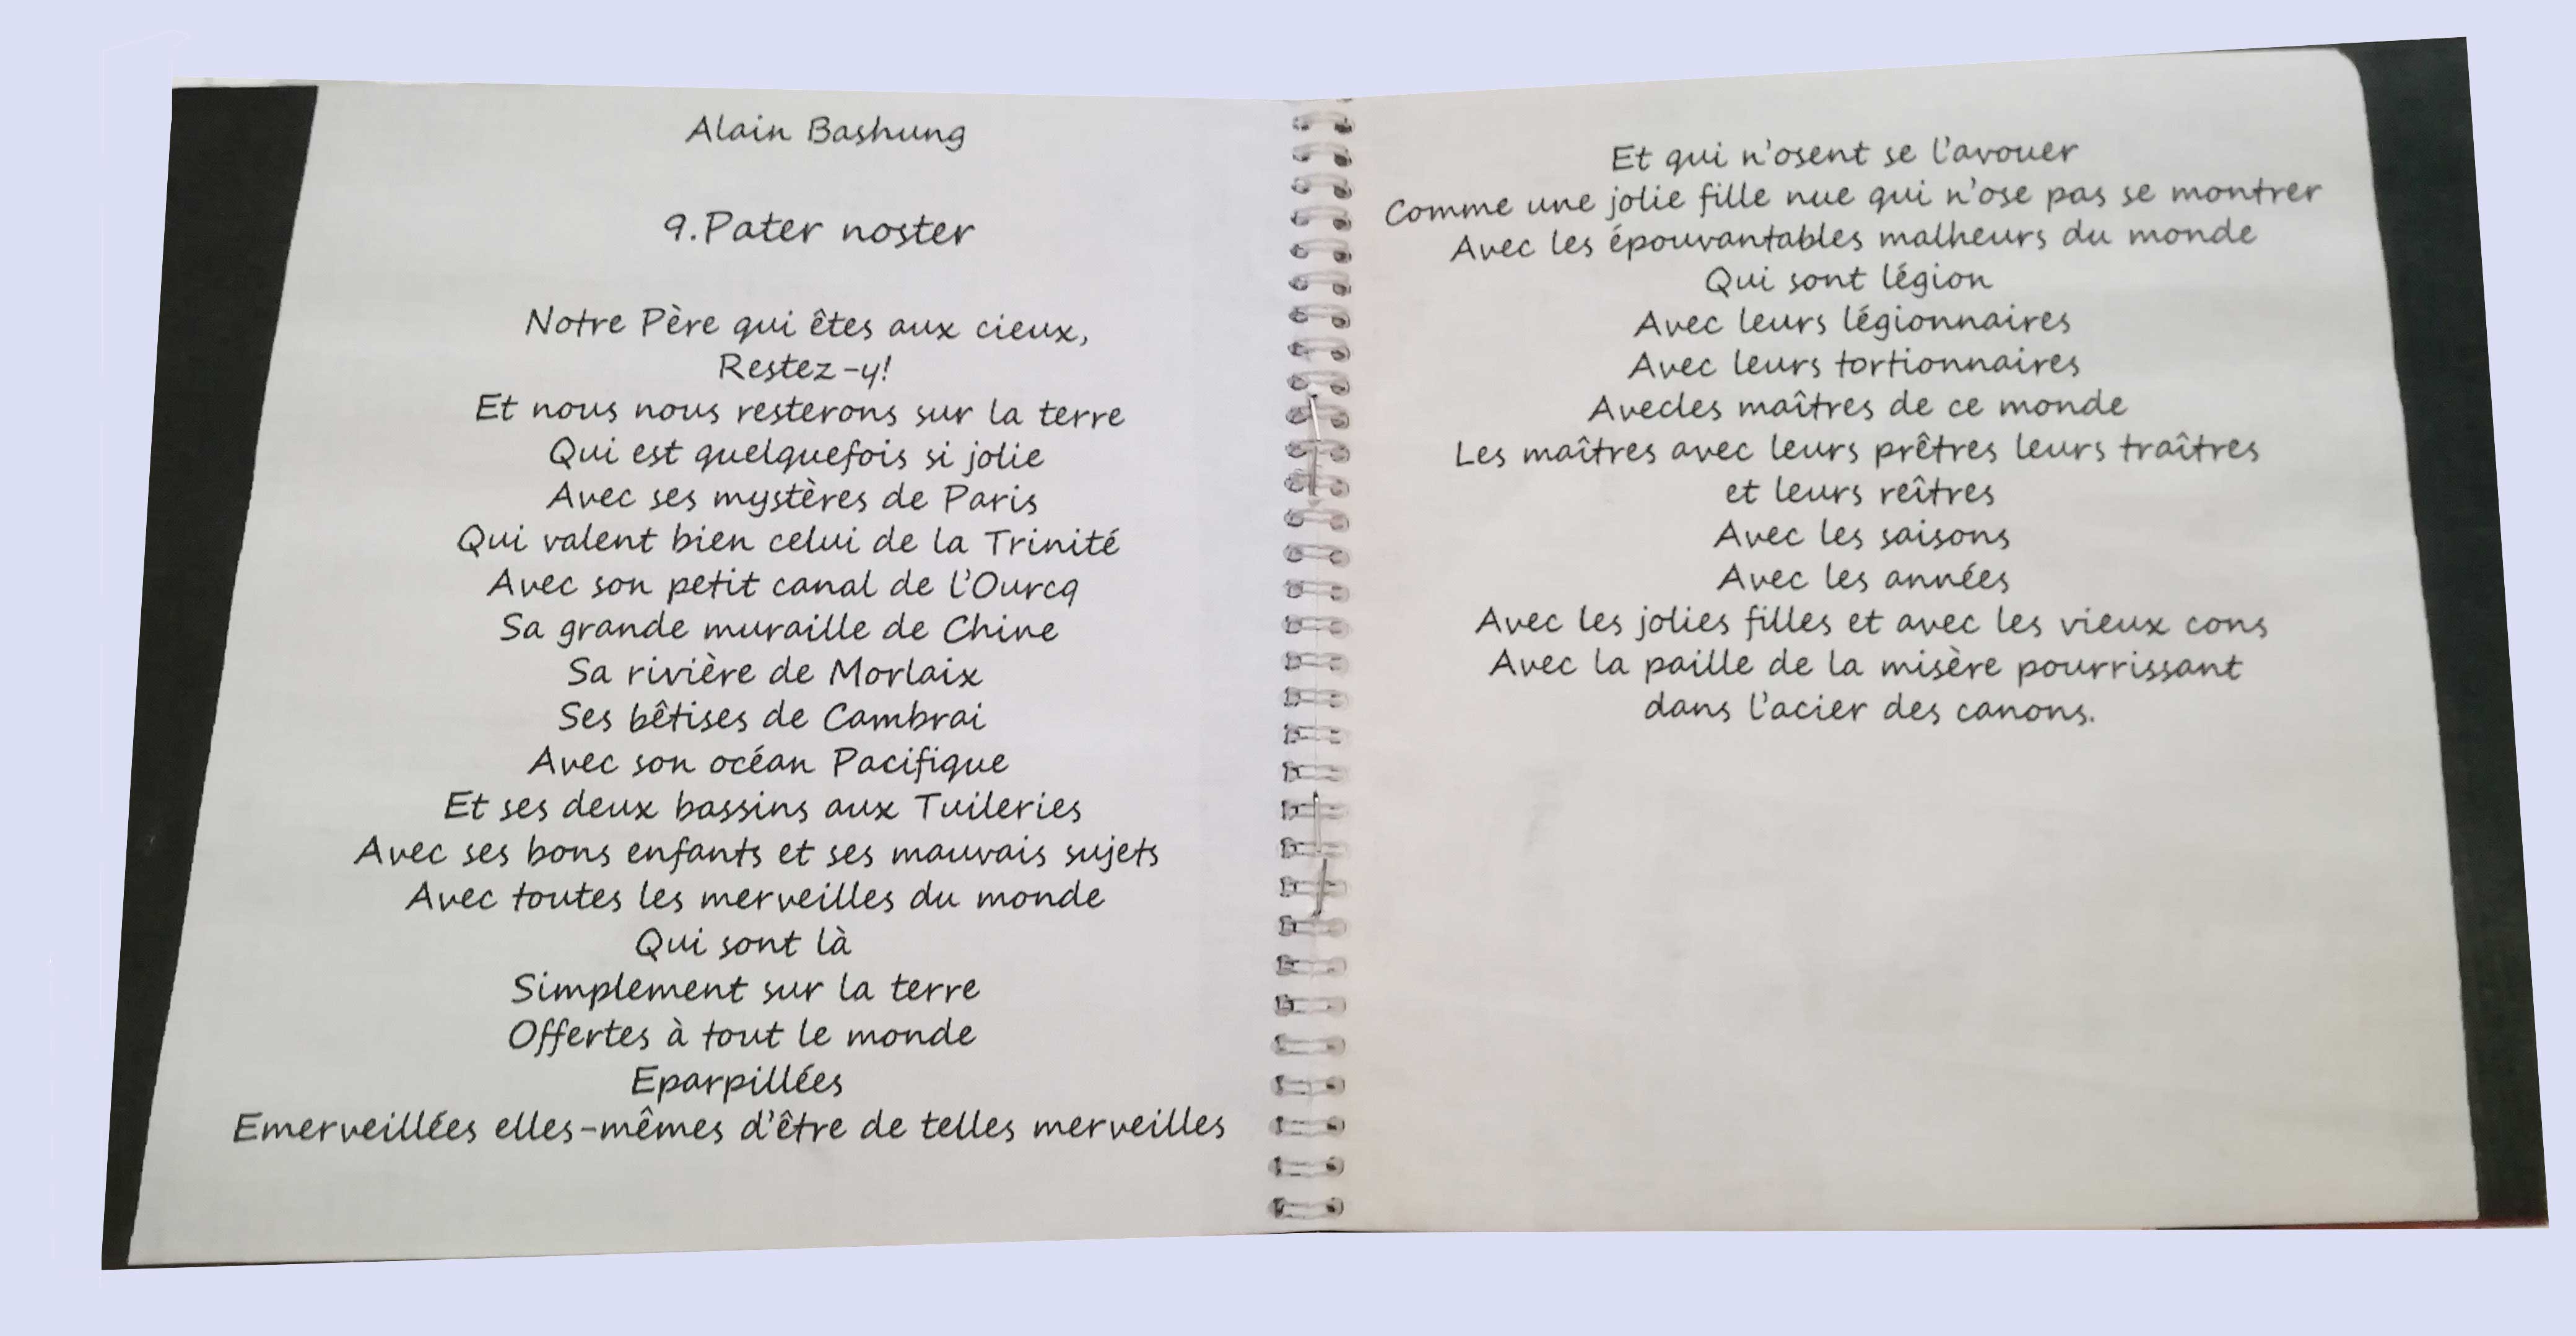 Alain Bashung
9.Pater noster
Notre Père qui êtes aux cieux,
Restez-y!
Et nous nous resterons sur la terre
Qui est quelquefois si jolie
Avec ses mystères de Paris
Qui valent bien celui de la Trinité
Avec son petit canal de l'Ourcq
Sa grande muraille de Chine
Sa rivière de Morlaix
Ses bêtises de Cambrai
Avec son océan Pacifique
Et ses deux bassins aux Tuileries
Avec ses bons enfants et ses mauvais sujets
Avec toutes les merveilles du monde
Qui sont là
Simplement sur la terre
Offertes à tout le monde
Eparpillées
Emerveillées elles-mêmes d'être de telles merveilles
Et qui n'osent se l'avouer
Comme une jolie fille nue qui n'ose pas se montrer
Avec les épouvantables malheurs du monde
Qui sont légion
Avec leurs légionnaires
Avec leurs tortionnaires
Avecles maîtres de ce monde
Les maîtres avec leurs prêtres leurs traîtres
et leurs reîtres
Avec les saisons
Avec les années
Avec les jolies filles et avec les vieux cons
Avec la paille de la misère pourrissant
dans l'acier des canons.